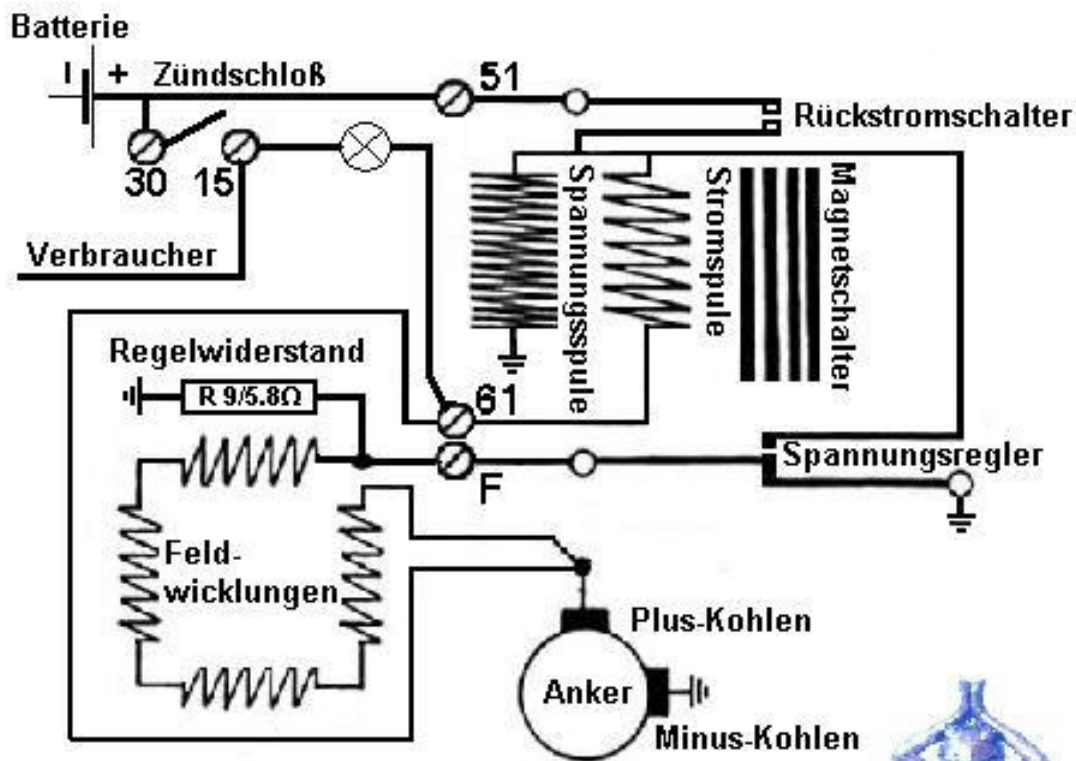 Batterie
I + Zündschloß 51
Rückstromschalter
30 15
Spannungsspule
Stromspule
Magnetschalter
Verbraucher
Regelwiderstand
R 9/5.8Ω
61
F
Spannungsregler
Feld-
wicklungen
Plus-Kohlen
Anker
Minus-Kohlen